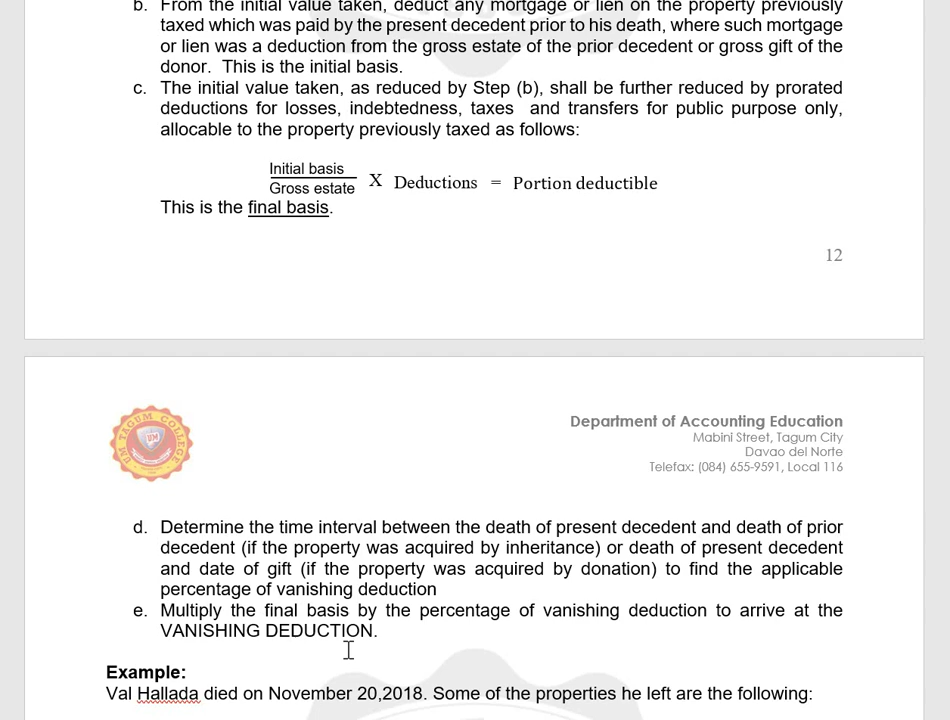 b. From the initial value taken, deduct any mortgage or lien on the property previously
taxed which was paid by the present decedent prior to his death, where such mortgage
or lien was a deduction from the gross estate of the prior decedent or gross gift of the
donor. This is the initial basis.
c. The initial value taken, as reduced by Step (b), shall be further reduced by prorated
deductions for losses, indebtedness, taxes and transfers for public purpose only,
allocable to the property previously taxed as follows:
Initial basis
Gross estate X Deductions = Portion deductible
This is the final basis.
12
UM TAGUM COLLEGE
UM
Department of Accounting Education
Mabini Street, Tagum City
Davao del Norte
Telefax: (084) 655-9591, Local 116
d. Determine the time interval between the death of present decedent and death of prior
decedent (if the property was acquired by inheritance) or death of present decedent
and date of gift (if the property was acquired by donation) to find the applicable
percentage of vanishing deduction
e. Multiply the final basis by the percentage of vanishing deduction to arrive at the
VANISHING DEDUCTION.
Example:
Val Hallada died on November 20,2018. Some of the properties he left are the following: